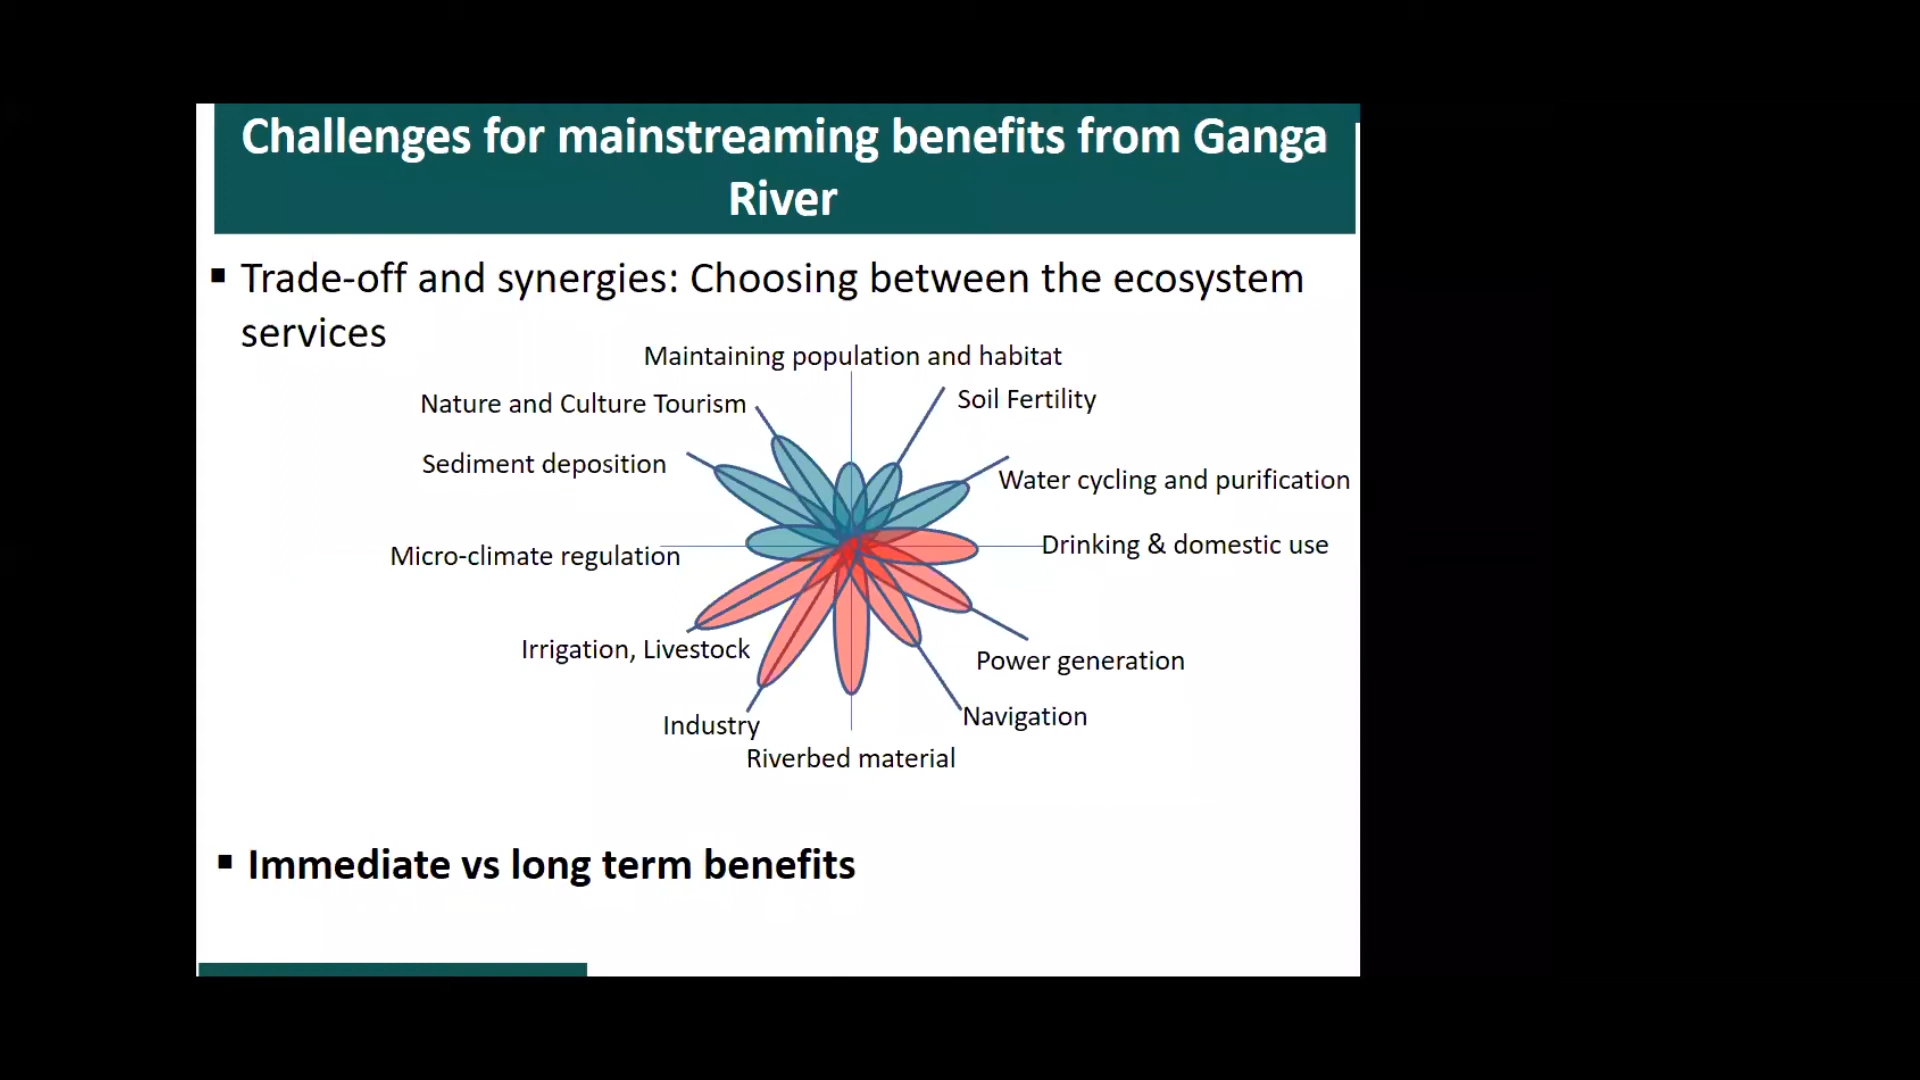 Challenges for mainstreaming benefits from Ganga
River
▪ Trade-off and synergies: Choosing between the ecosystem
services
Maintaining population and habitat
Nature and Culture Tourism
Soil Fertility
Sediment deposition
Water cycling and purification
Micro-climate regulation
Drinking & domestic use
Irrigation, Livestock
Power generation
Industry
Navigation
Riverbed material
▪ Immediate vs long term benefits